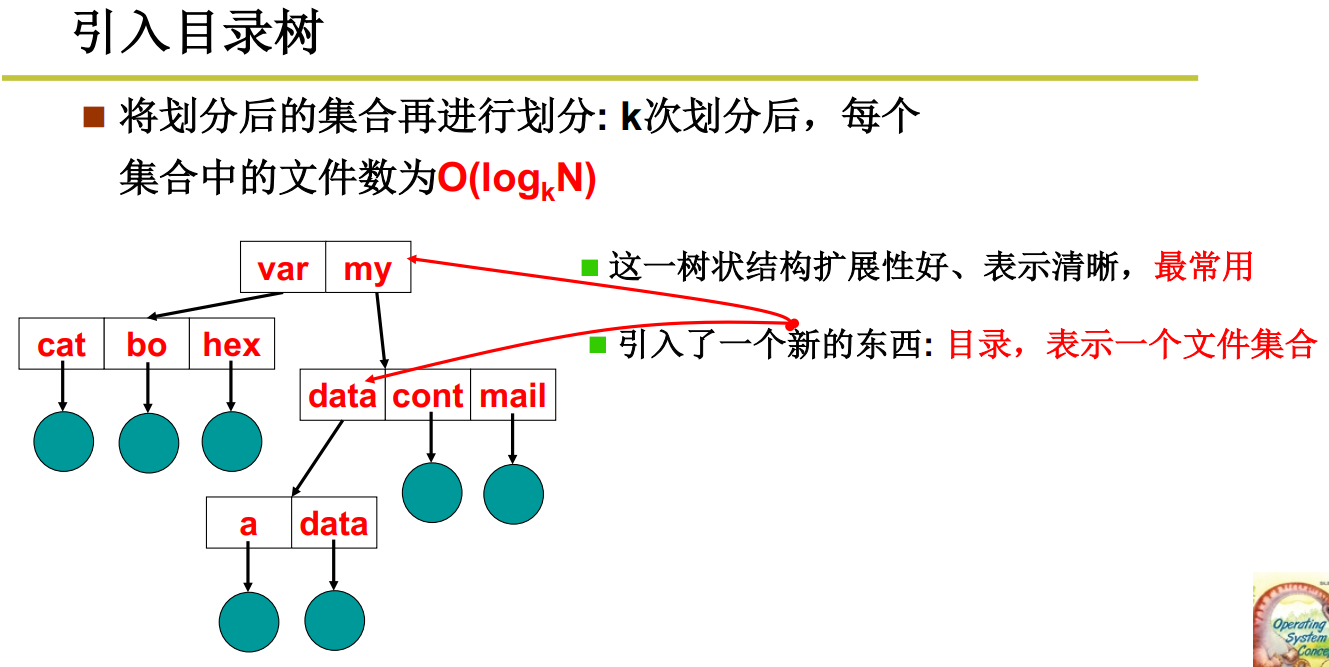 引入目录树
将划分后的集合再进行划分: k次划分后，每个
集合中的文件数为O(logkN)
var my
这一树状结构扩展性好、表示清晰，最常用
cat bo hex
引入了一个新的东西: 目录，表示一个文件集合
data cont mail
a data
Operating
System